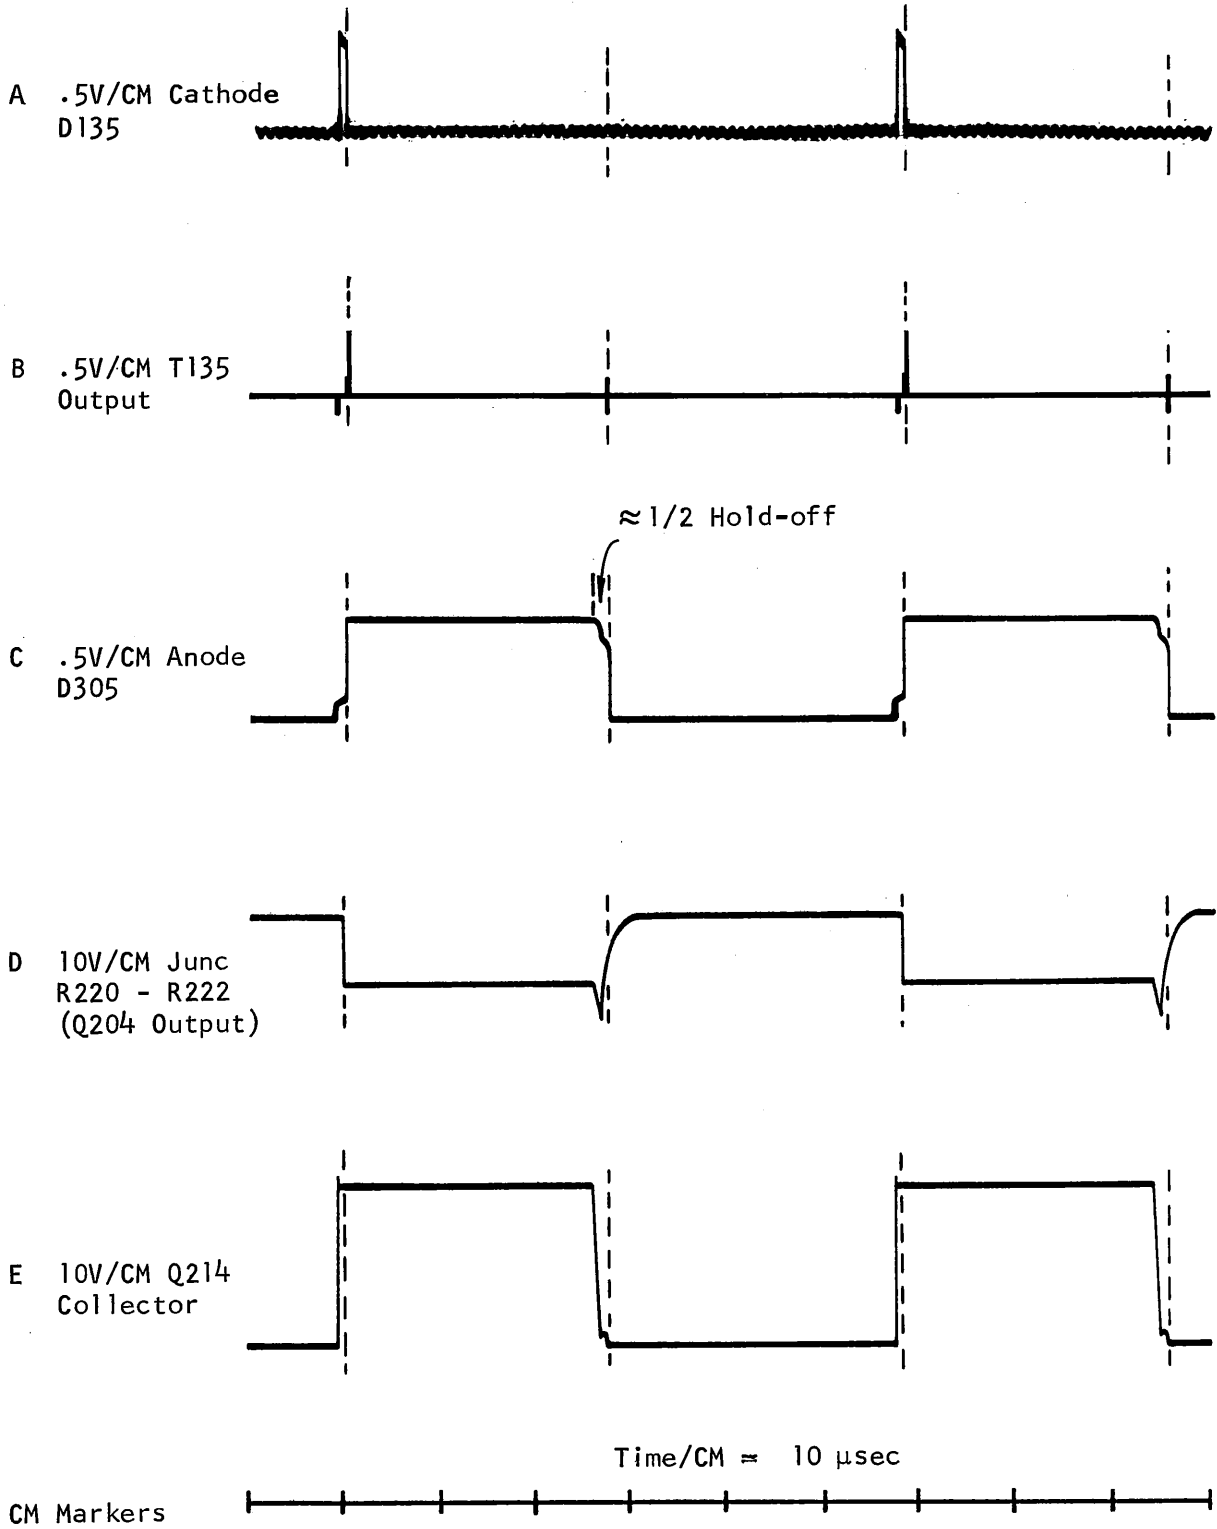 A .5V/CM Cathode
D135
B .5V/CM T135
Output
≈ 1/2 Hold-off
C .5V/CM Anode
D305
D 10V/CM Junc
R220 - R222
(Q204 Output)
E 10V/CM Q214
Collector
Time/CM = 10 μsec
CM Markers